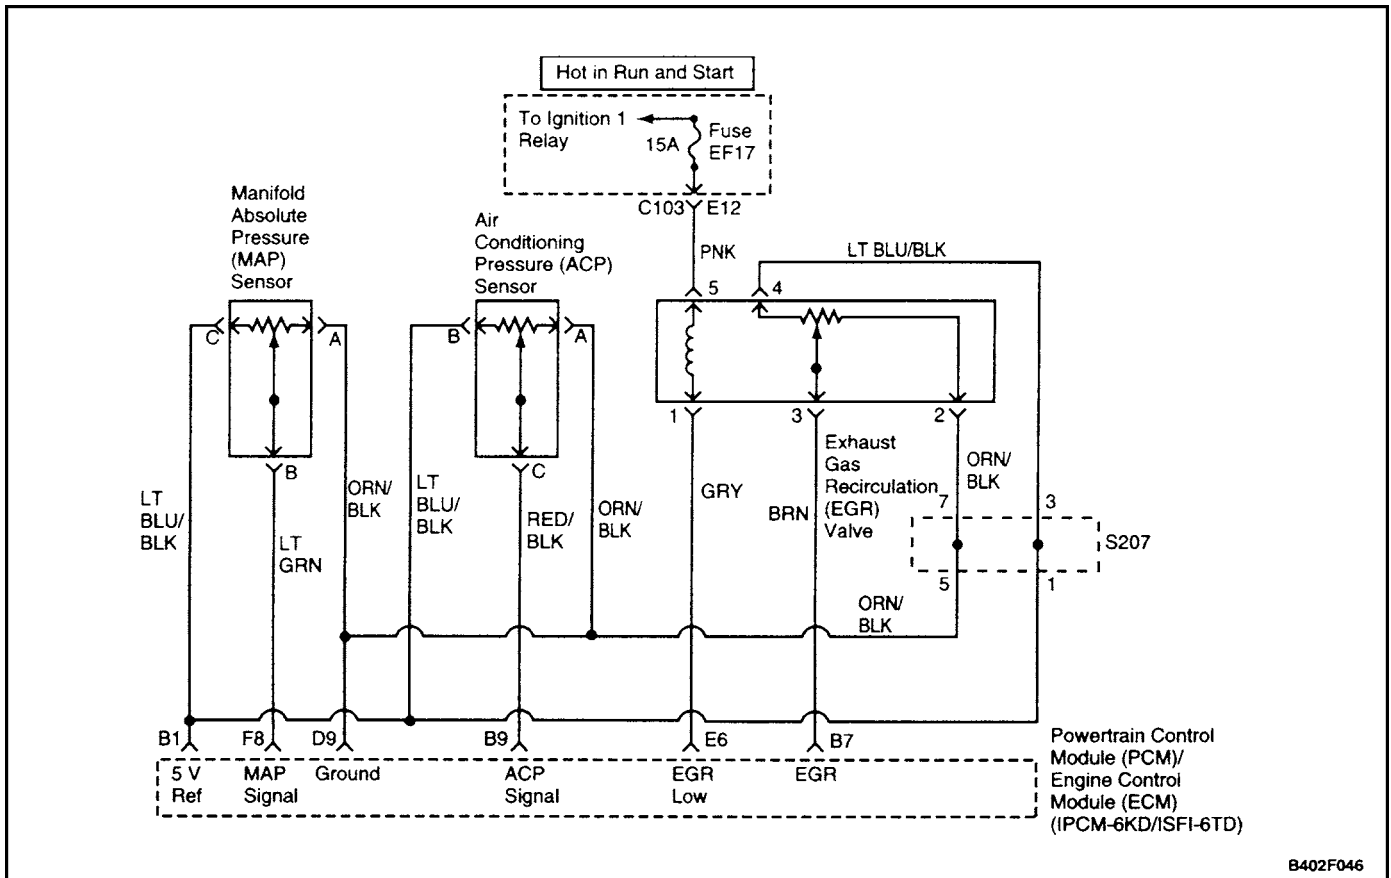 Hot in Run and Start
To Ignition 1
Relay
15A
Fuse
EF17
C103
E12
PNK
Manifold
Absolute
Pressure
(MAP)
Sensor
Air
Conditioning
Pressure (ACP)
Sensor
LT BLU/BLK
5
4
C
A
B
A
1
3
2
B
C
Exhaust
Gas
Recirculation
(EGR)
Valve
LT
BLU/
BLK
ORN/
BLK
LT
GRN
LT
BLU/
BLK
RED/
BLK
ORN/
BLK
GRY
BRN
ORN/
BLK
7
3
S207
5
1
ORN/
BLK
B1
F8
D9
B9
E6
B7
5 V
Ref
MAP
Signal
Ground
ACP
Signal
EGR
Low
EGR
Powertrain Control
Module (PCM)/
Engine Control
Module (ECM)
(IPCM-6KD/ISFI-6TD)
B402F046